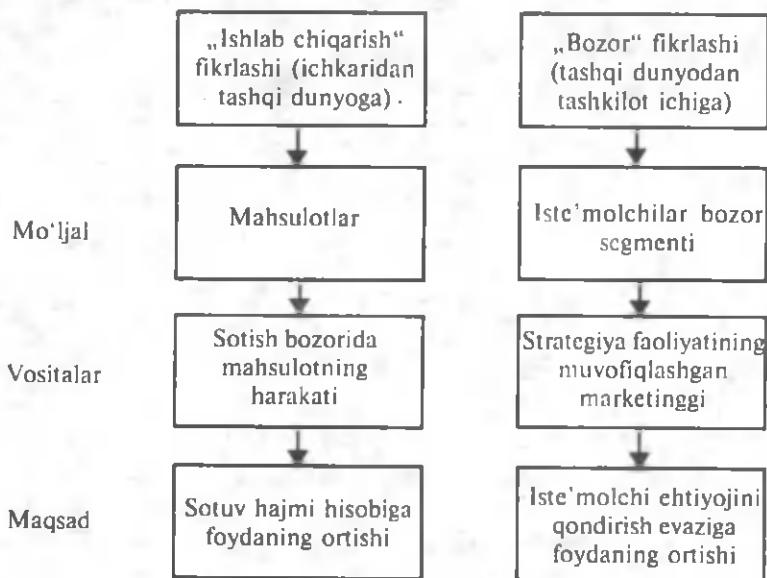 „Ishlab chiqarish“
fikrlashi (ichkaridan
tashqi dunyoga).
„Bozor“ fikrlashi
(tashqi dunyodan
tashkilot ichiga)
Mo‘ljal
Mahsulotlar
Iste’molchilar bozor
segmenti
Vositalar
Sotish bozorida
mahsulotning
harakati
Strategiya faoliyatining
muvofiqlashgan
marketinggi
Maqsad
Sotuv hajmi hisobiga
foydaning ortishi
Iste’molchi ehtiyojini
qondirish evaziga
foydaning ortishi